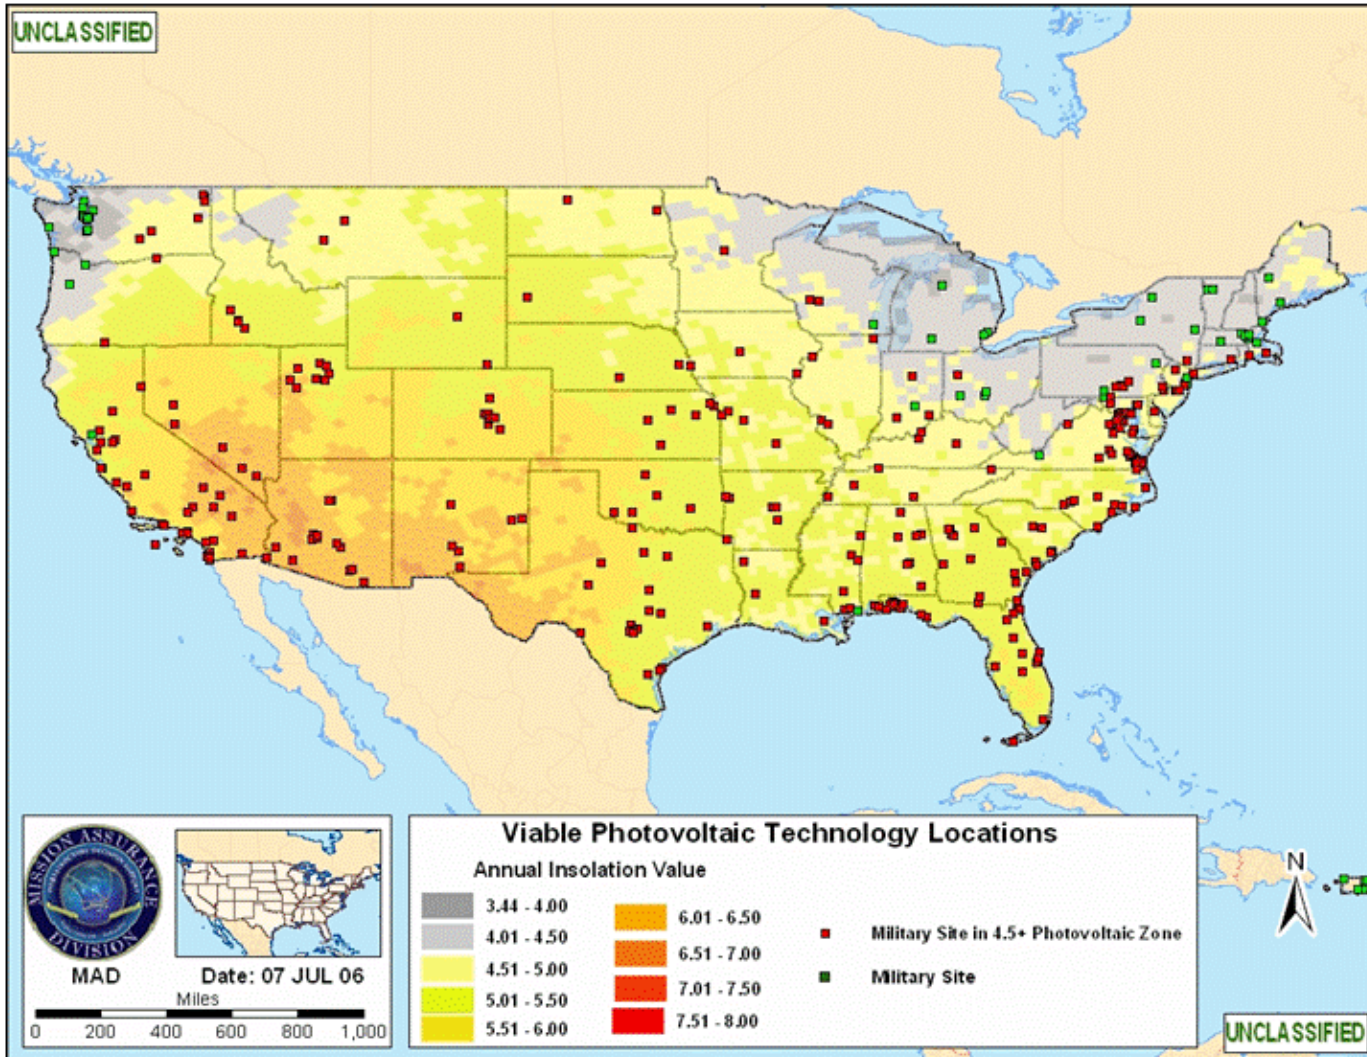 UNCLASSIFIED
Viable Photovoltaic Technology Locations
Annual Insolation Value
3.44 - 4.00
4.01 - 4.50
4.51 - 5.00
5.01 - 5.50
5.51 - 6.00
6.01 - 6.50
6.51 - 7.00
7.01 - 7.50
7.51 - 8.00
Military Site in 4.5+ Photovoltaic Zone
Military Site
MISSION ASSURANCE
DIVISION
MAD
Date: 07 JUL 06
Miles
0 200 400 600 800 1,000
N
UNCLASSIFIED